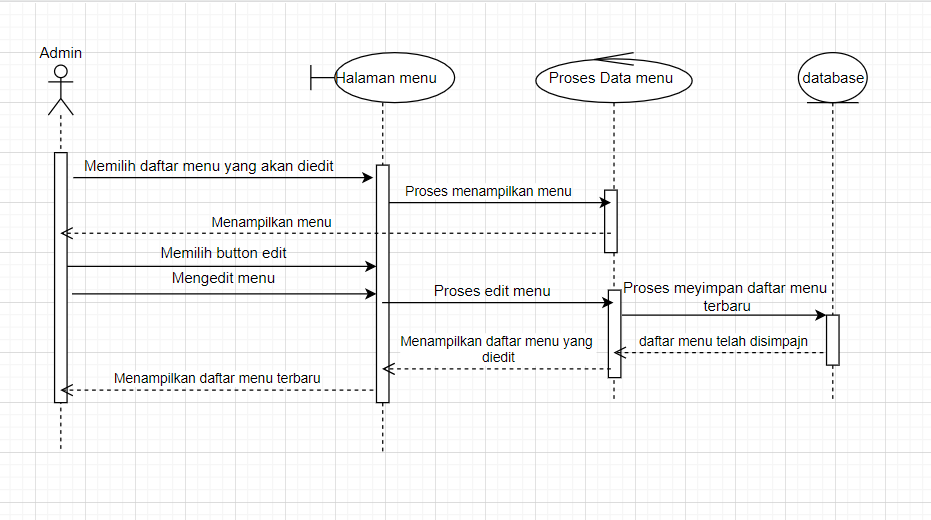 Admin
Halaman menu
Proses Data menu
database
Memilih daftar menu yang akan diedit
Proses menampilkan menu
Menampilkan menu
Memilih button edit
Mengedit menu
Proses edit menu
Proses meyimpan daftar menu
terbaru
Menampilkan daftar menu yang
diedit
daftar menu telah disimpajn
Menampilkan daftar menu terbaru